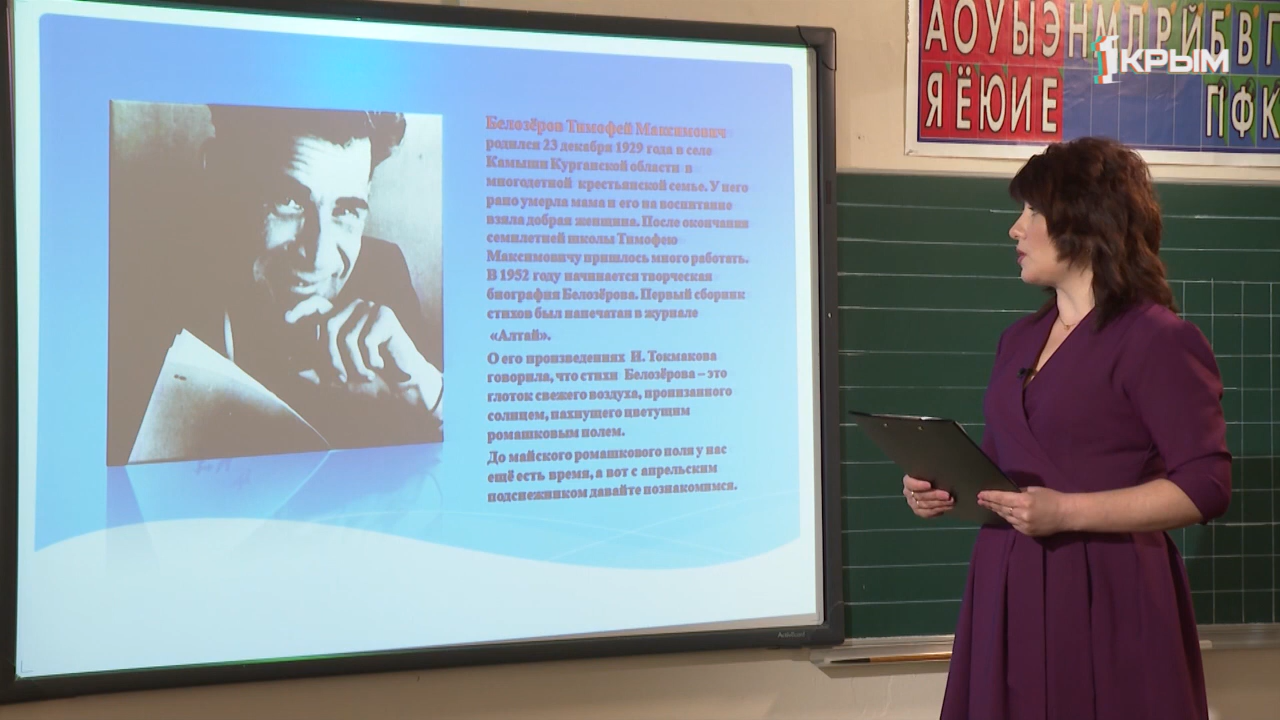 Белозёров Тимофей Максимович
родился 23 декабря 1929 года в селе
Камыши Курганской области в
многодетной крестьянской семье. У него
рано умерла мама и его на воспитание
взяла добрая женщина. После окончания
семилетней школы Тимофею
Максимовичу пришлось много работать.
В 1952 году начинается творческая
биография Белозёрова. Первый сборник
стихов был напечатан в журнале
«Алтай».
О его произведениях И. Токмакова
говорила, что стихи Белозёрова – это
глоток свежего воздуха, пронизанного
солнцем, пахнущего цветущим
ромашковым полем.
До майского ромашкового поля у нас
ещё есть время, а вот с апрельским
подснежником давайте познакомимся.
ActivBoard
А О У Ы Э Н М Л Р Й Б В Г
Я Ё Ю И Е П Ф К
1 КРЫМ